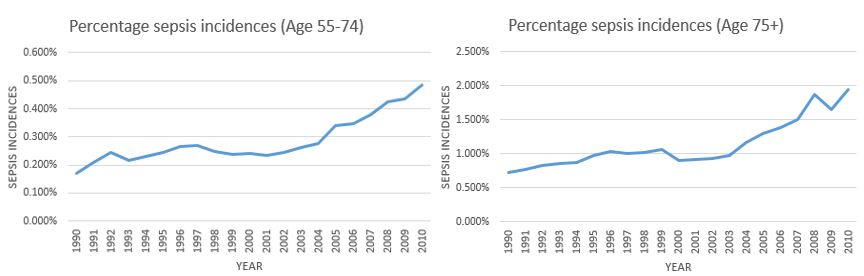 Percentage sepsis incidences (Age 55-74)
0.600%
0.500%
0.400%
0.300%
0.200%
0.100%
0.000%
SEPSIS INCIDENCES
1990 1991 1992 1993 1994 1995 1996 1997 1998 1999 2000 2001 2002 2003 2004 2005 2006 2007 2008 2009 2010
YEAR
Percentage sepsis incidences (Age 75+)
2.500%
2.000%
1.500%
1.000%
0.500%
0.000%
SEPSIS INCIDENCES
1990 1991 1992 1993 1994 1995 1996 1997 1998 1999 2000 2001 2002 2003 2004 2005 2006 2007 2008 2009 2010
YEAR